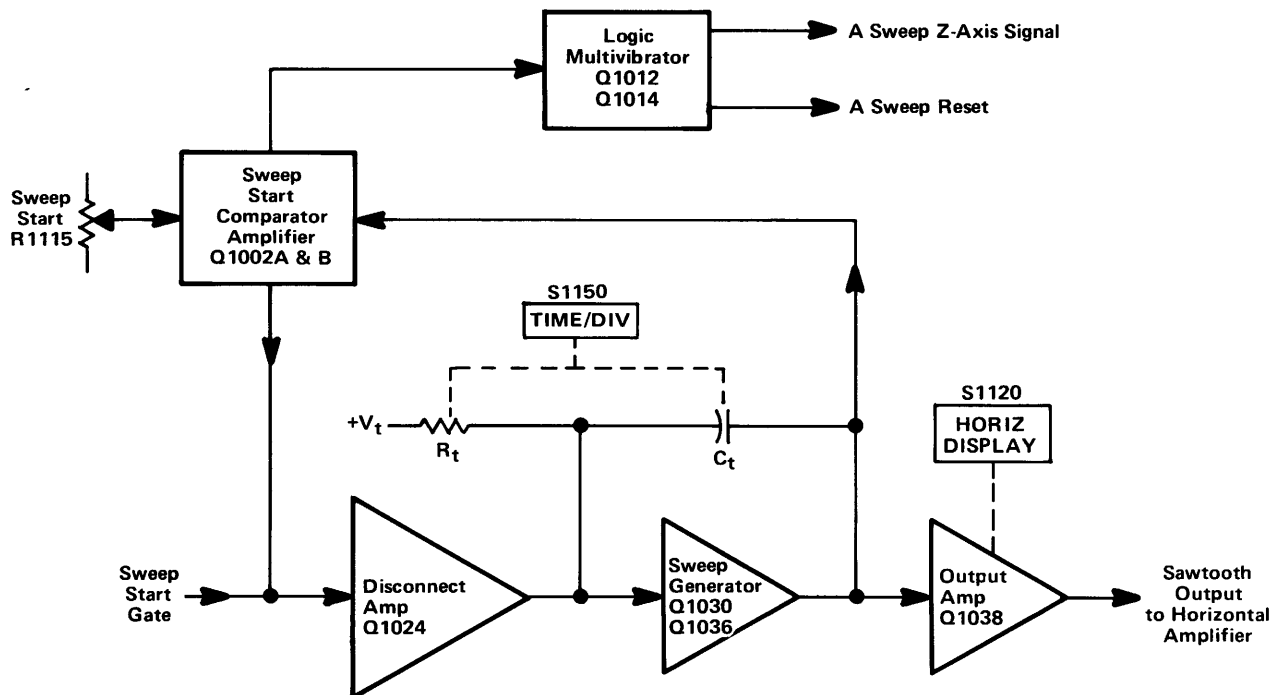 Logic
Multivibrator
Q1012
Q1014
A Sweep Z-Axis Signal
A Sweep Reset
Sweep
Start
R1115
Sweep
Start
Comparator
Amplifier
Q1002A & B
S1150
TIME/DIV
+Vt
Rt
Ct
S1120
HORIZ
DISPLAY
Sweep
Start
Gate
Disconnect
Amp
Q1024
Sweep
Generator
Q1030
Q1036
Output
Amp
Q1038
Sawtooth
Output
to Horizontal
Amplifier